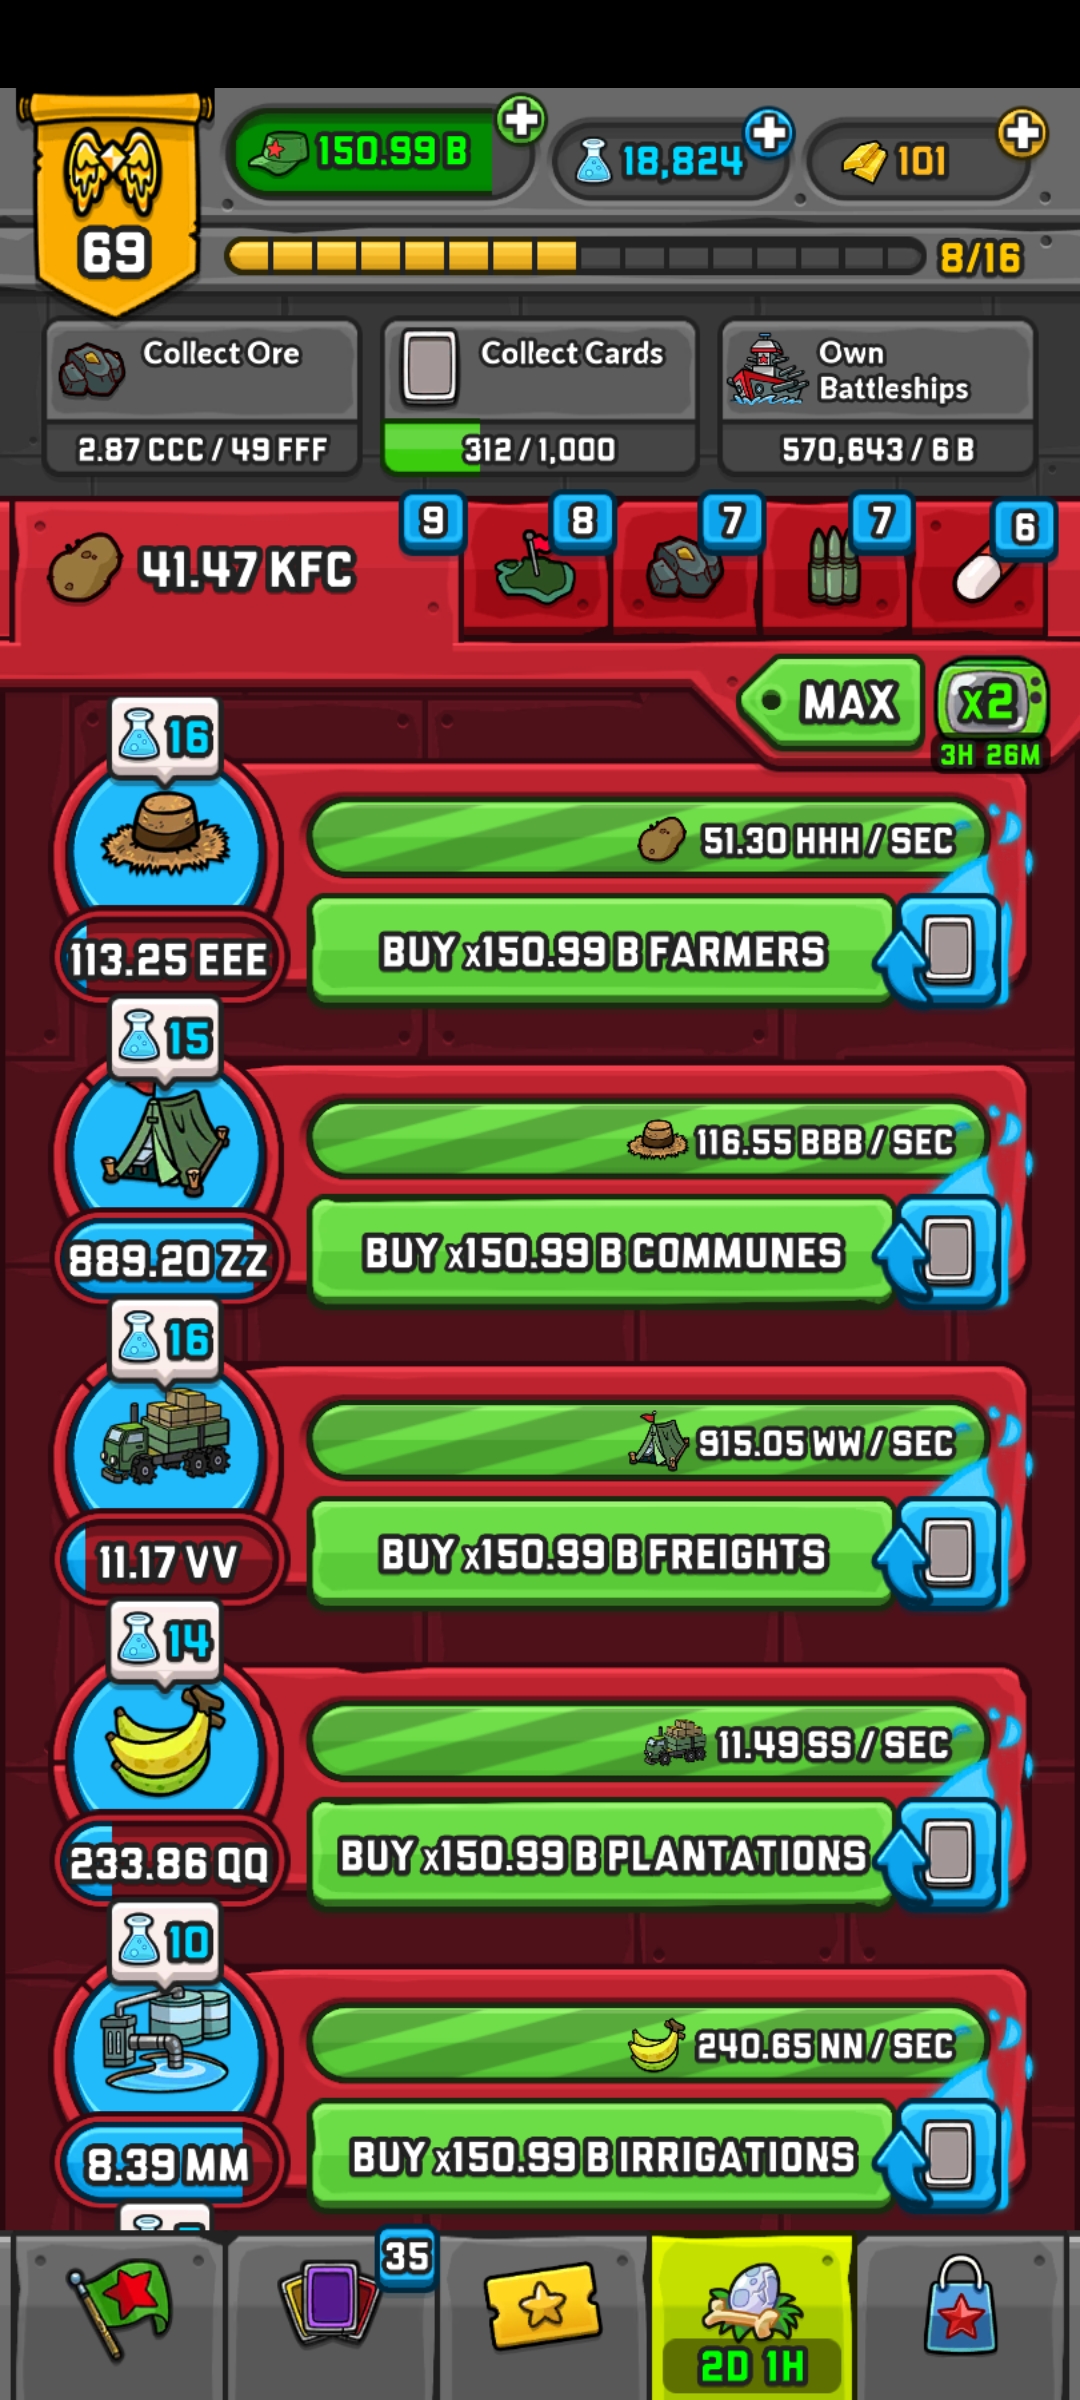 150.99 B
18,824
101
69
8/16
Collect Ore
2.87 CCC / 49 FFF
Collect Cards
312 / 1,000
Own
Battleships
570,643 / 6 B
41.47 KFC
9
8
7
7
6
MAX
x2
3H 26M
16
51.30 HHH / SEC
113.25 EEE
BUY x150.99 B FARMERS
15
116.55 BBB / SEC
889.20 ZZ
BUY x150.99 B COMMUNES
16
915.05 WW / SEC
11.17 VV
BUY x150.99 B FREIGHTS
14
11.49 SS / SEC
233.86 QQ
BUY x150.99 B PLANTATIONS
10
240.65 NN / SEC
8.39 MM
BUY x150.99 B IRRIGATIONS
35
2D 1H